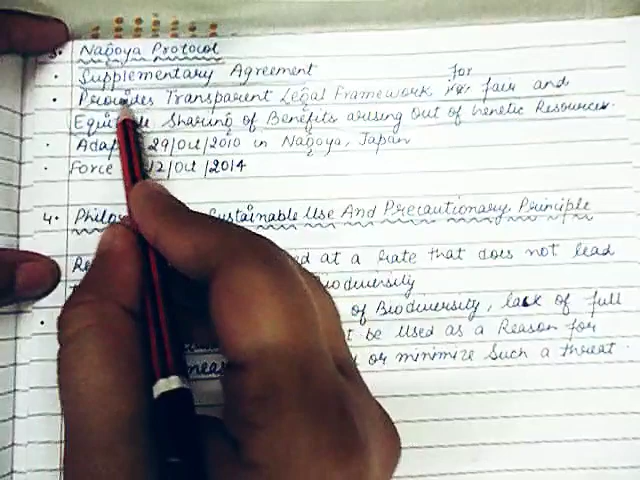 3. Nagoya Protocol
• Supplementary Agreement
• Provides Transparent Legal Framework for fair and
Equitable Sharing of Benefits arising out of Genetic Resources.
• Adap 29/Oct/2010 in Nagoya, Japan
• Force 12/Oct/2014
4. Philos Sustainable Use And Precautionary Principle
Re ed at a Rate that does not lead
Biodiversity
of Biodiversity, lack of full
t be Used as a Reason for
mea or minimize Such a threat.